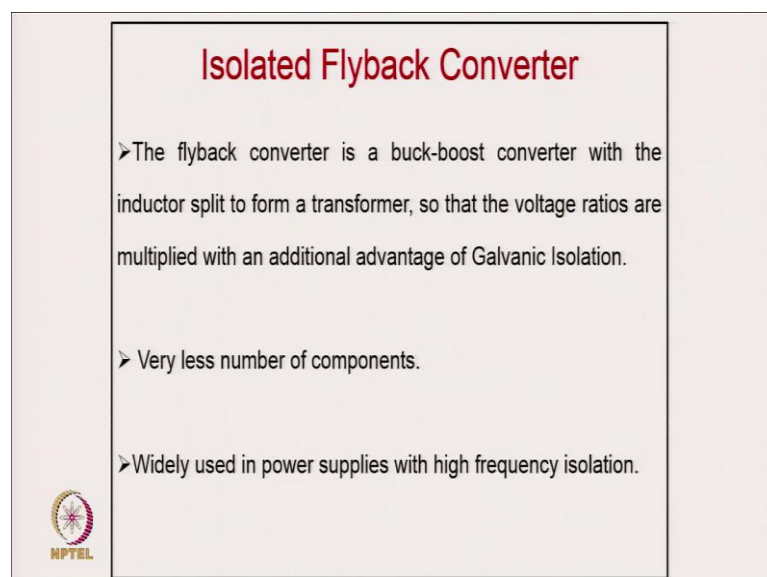 Isolated Flyback Converter
➢The flyback converter is a buck-boost converter with the
inductor split to form a transformer, so that the voltage ratios are
multiplied with an additional advantage of Galvanic Isolation.
➢ Very less number of components.
➢Widely used in power supplies with high frequency isolation.
NPTEL